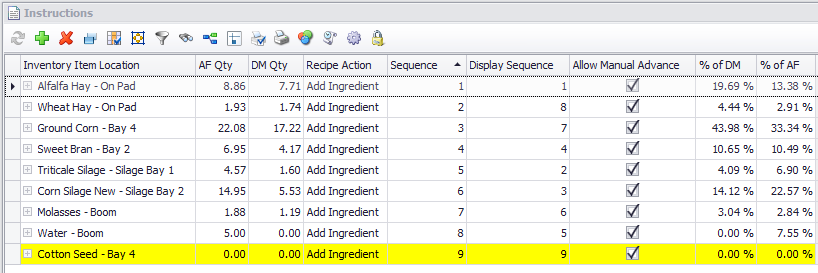 Instructions
Inventory Item Location AF Qty DM Qty Recipe Action Sequence Display Sequence Allow Manual Advance % of DM % of AF
Alfalfa Hay - On Pad 8.86 7.71 Add Ingredient 1 1 19.69 % 13.38 %
Wheat Hay - On Pad 1.93 1.74 Add Ingredient 2 8 4.44 % 2.91 %
Ground Corn - Bay 4 22.08 17.22 Add Ingredient 3 7 43.98 % 33.34 %
Sweet Bran - Bay 2 6.95 4.17 Add Ingredient 4 4 10.65 % 10.49 %
Triticale Silage - Silage Bay 1 4.57 1.60 Add Ingredient 5 2 4.09 % 6.90 %
Corn Silage New - Silage Bay 2 14.95 5.53 Add Ingredient 6 3 14.12 % 22.57 %
Molasses - Boom 1.88 1.19 Add Ingredient 7 6 3.04 % 2.84 %
Water - Boom 5.00 0.00 Add Ingredient 8 5 0.00 % 7.55 %
Cotton Seed - Bay 4 0.00 0.00 Add Ingredient 9 9 0.00 % 0.00 %